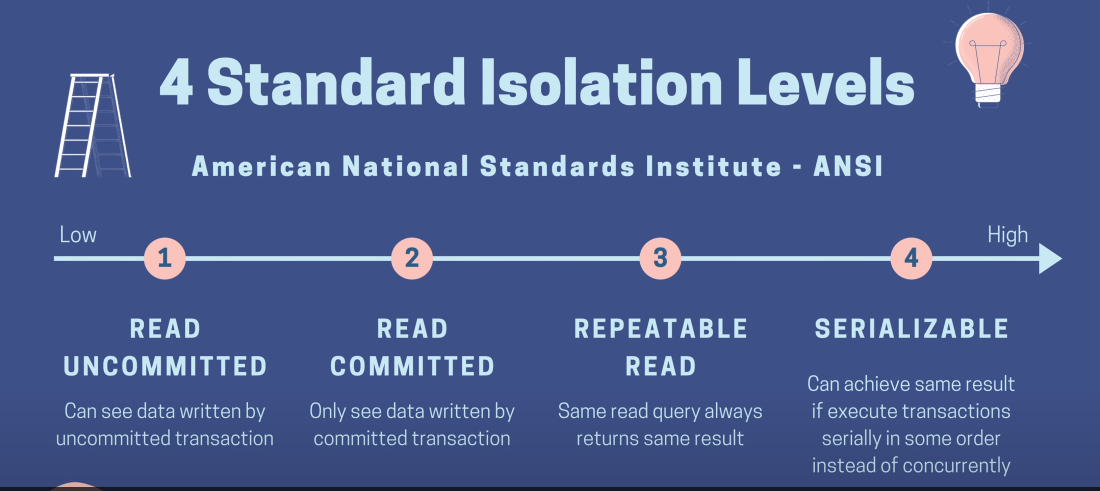 4 Standard Isolation Levels
American National Standards Institute - ANSI
Low
High
1
2
3
4
READ
UNCOMMITTED
Can see data written by
uncommitted transaction
READ
COMMITTED
Only see data written by
committed transaction
REPEATABLE
READ
Same read query always
returns same result
SERIALIZABLE
Can achieve same result
if execute transactions
serially in some order
instead of concurrently